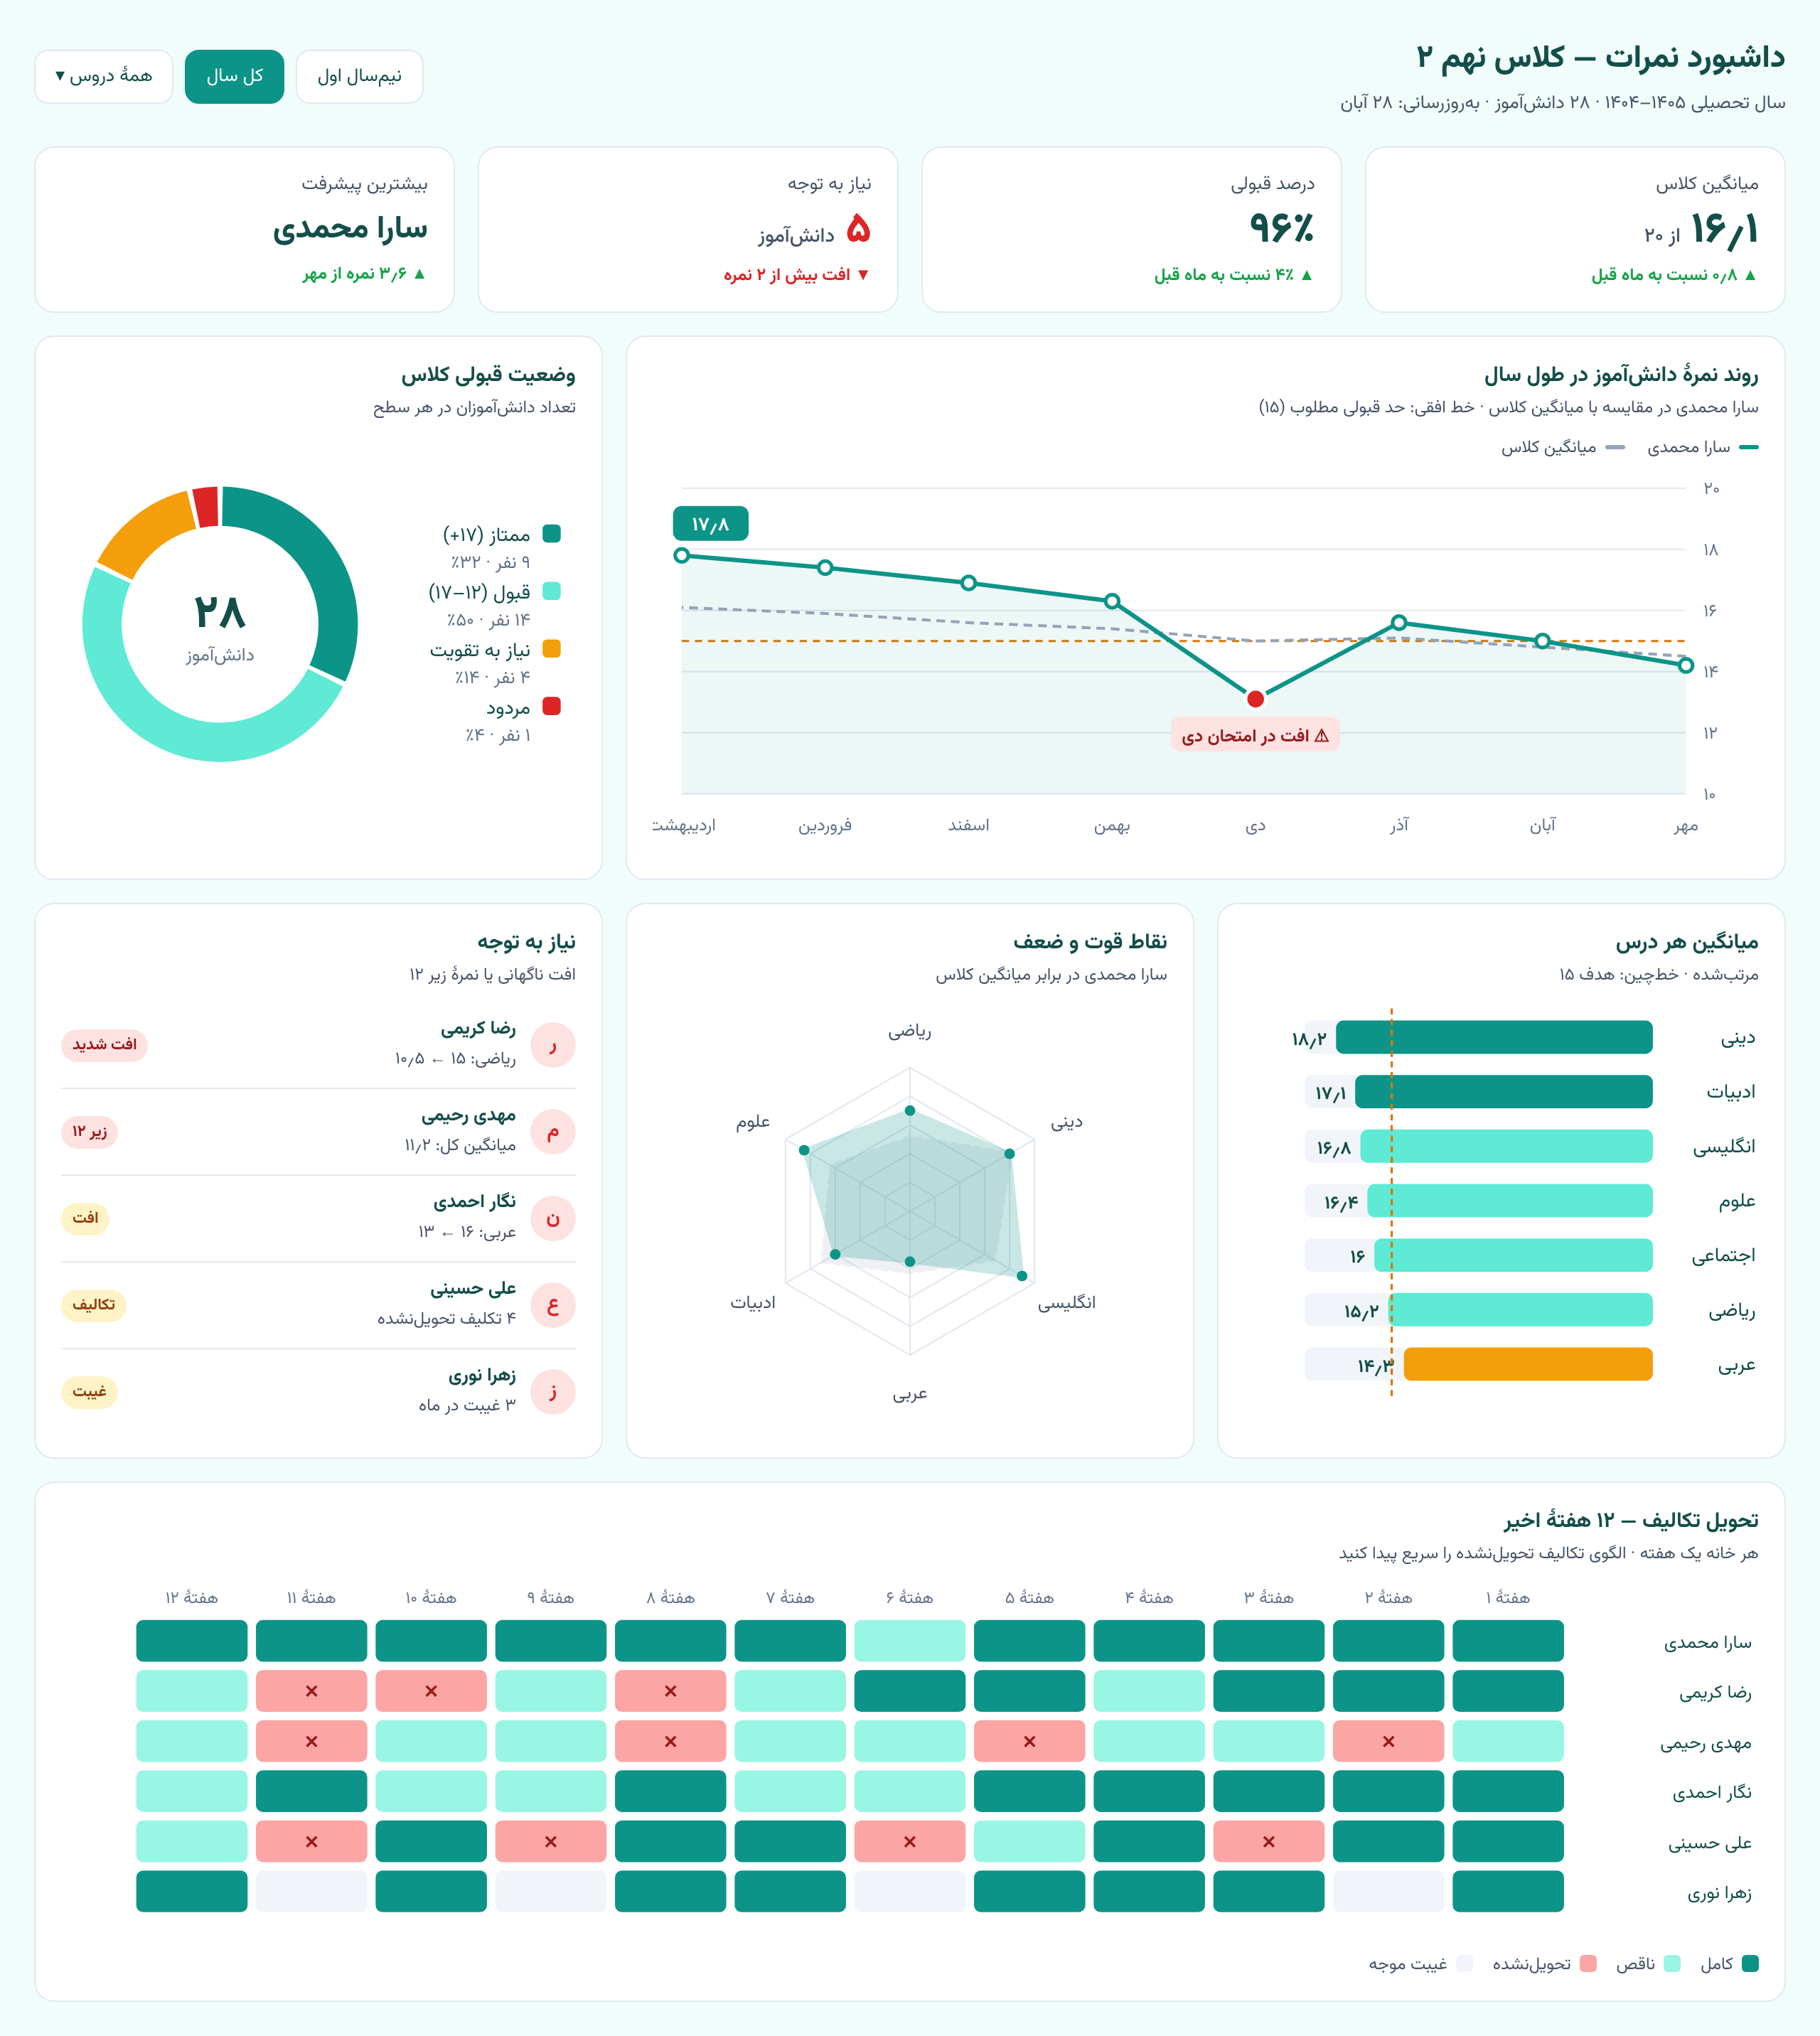 داشبورد نمرات — کلاس نهم ۲
سال تحصیلی ۱۴۰۵–۱۴۰۴ · ۲۸ دانش‌آموز · به‌روزرسانی: ۲۸ آبان
نیم‌سال اول
کل سال
همهٔ دروس ▾
میانگین کلاس
۱۶٫۱ از ۲۰
▲ ۰٫۸ نسبت به ماه قبل
درصد قبولی
۹۶٪
▲ ۴٪ نسبت به ماه قبل
نیاز به توجه
۵ دانش‌آموز
▼ افت بیش از ۲ نمره
بیشترین پیشرفت
سارا محمدی
▲ ۳٫۶ نمره از مهر
روند نمرهٔ دانش‌آموز در طول سال
سارا محمدی در مقایسه با میانگین کلاس · خط افقی: حد قبولی مطلوب (۱۵)
سارا محمدی
میانگین کلاس
۲۰
۱۸
۱۶
۱۴
۱۲
۱۰
۱۷٫۸
⚠ افت در امتحان دی
مهر
آبان
آذر
دی
بهمن
اسفند
فروردین
اردیبهشت
وضعیت قبولی کلاس
تعداد دانش‌آموزان در هر سطح
ممتاز (۱۷+)
۹ نفر · ۳۲٪
قبول (۱۲–۱۷)
۱۴ نفر · ۵۰٪
نیاز به تقویت
۴ نفر · ۱۴٪
مردود
۱ نفر · ۴٪
۲۸
دانش‌آموز
میانگین هر درس
مرتب‌شده · خط‌چین: هدف ۱۵
دینی ۱۸٫۲
ادبیات ۱۷٫۱
انگلیسی ۱۶٫۸
علوم ۱۶٫۴
اجتماعی ۱۶
ریاضی ۱۵٫۲
عربی ۱۴٫۳
نقاط قوت و ضعف
سارا محمدی در برابر میانگین کلاس
ریاضی
دینی
علوم
انگلیسی
ادبیات
عربی
نیاز به توجه
افت ناگهانی یا نمرهٔ زیر ۱۲
ر
رضا کریمی
ریاضی: ۱۵ ← ۱۰٫۵
افت شدید
م
مهدی رحیمی
میانگین کل: ۱۱٫۲
زیر ۱۲
ن
نگار احمدی
عربی: ۱۶ ← ۱۳
افت
ع
علی حسینی
۴ تکلیف تحویل‌نشده
تکالیف
ز
زهرا نوری
۳ غیبت در ماه
غیبت
تحویل تکالیف — ۱۲ هفتهٔ اخیر
هر خانه یک هفته · الگوی تکالیف تحویل‌نشده را سریع پیدا کنید
هفتهٔ ۱ هفتهٔ ۲ هفتهٔ ۳ هفتهٔ ۴ هفتهٔ ۵ هفتهٔ ۶ هفتهٔ ۷ هفتهٔ ۸ هفتهٔ ۹ هفتهٔ ۱۰ هفتهٔ ۱۱ هفتهٔ ۱۲
سارا محمدی
رضا کریمی ✕ ✕ ✕
مهدی رحیمی ✕ ✕ ✕ ✕
نگار احمدی
علی حسینی ✕ ✕ ✕ ✕
زهرا نوری
کامل
ناقص
تحویل‌نشده
غیبت موجه